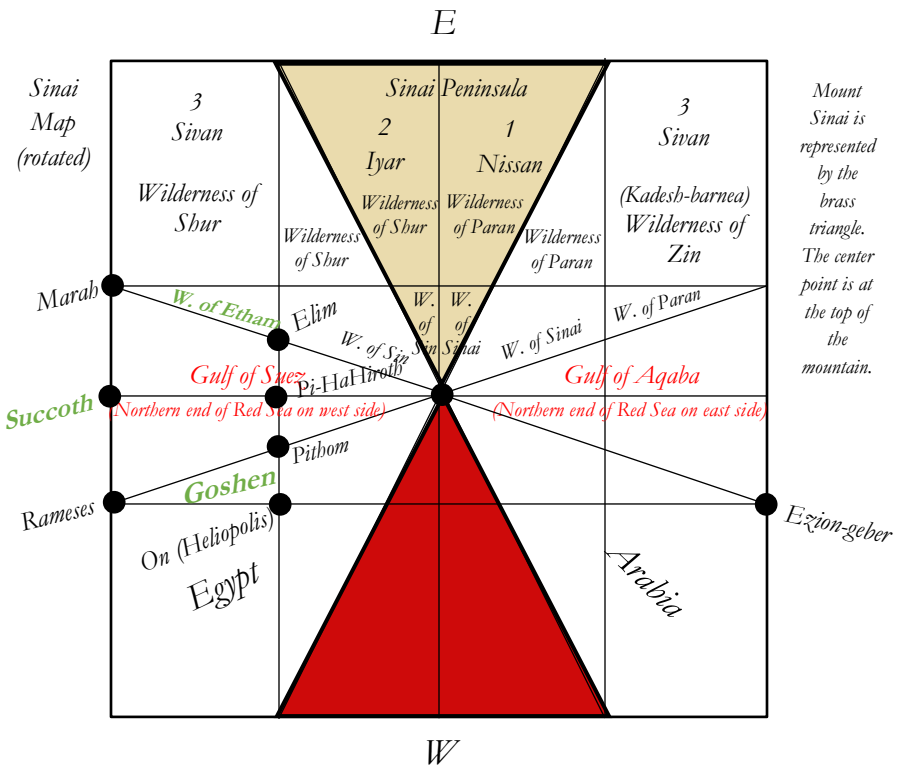 E
Sinai
Map
(rotated)
3
Sivan
Sinai Peninsula
2
Iyar
1
Nissan
3
Sivan
Mount
Sinai is
represented
by the
brass
triangle.
The center
point is at
the top of
the
mountain.
Wilderness of
Shur
Wilderness
of Shur
Wilderness
of Shur
Wilderness
of Paran
Wilderness
of Paran
(Kadesh-barnea)
Wilderness of
Zin
Marah
W. of Etham
Elim
W. of Sin
W.
of
Sin
W.
of
Sinai
W. of Sinai
W. of Paran
Gulf of Suez
Pi-HaHiroth
Gulf of Aqaba
Succoth
(Northern end of Red Sea on west side)
(Northern end of Red Sea on east side)
Pithom
Goshen
Rameses
On (Heliopolis)
Egypt
Arabia
Ezion-geber
W